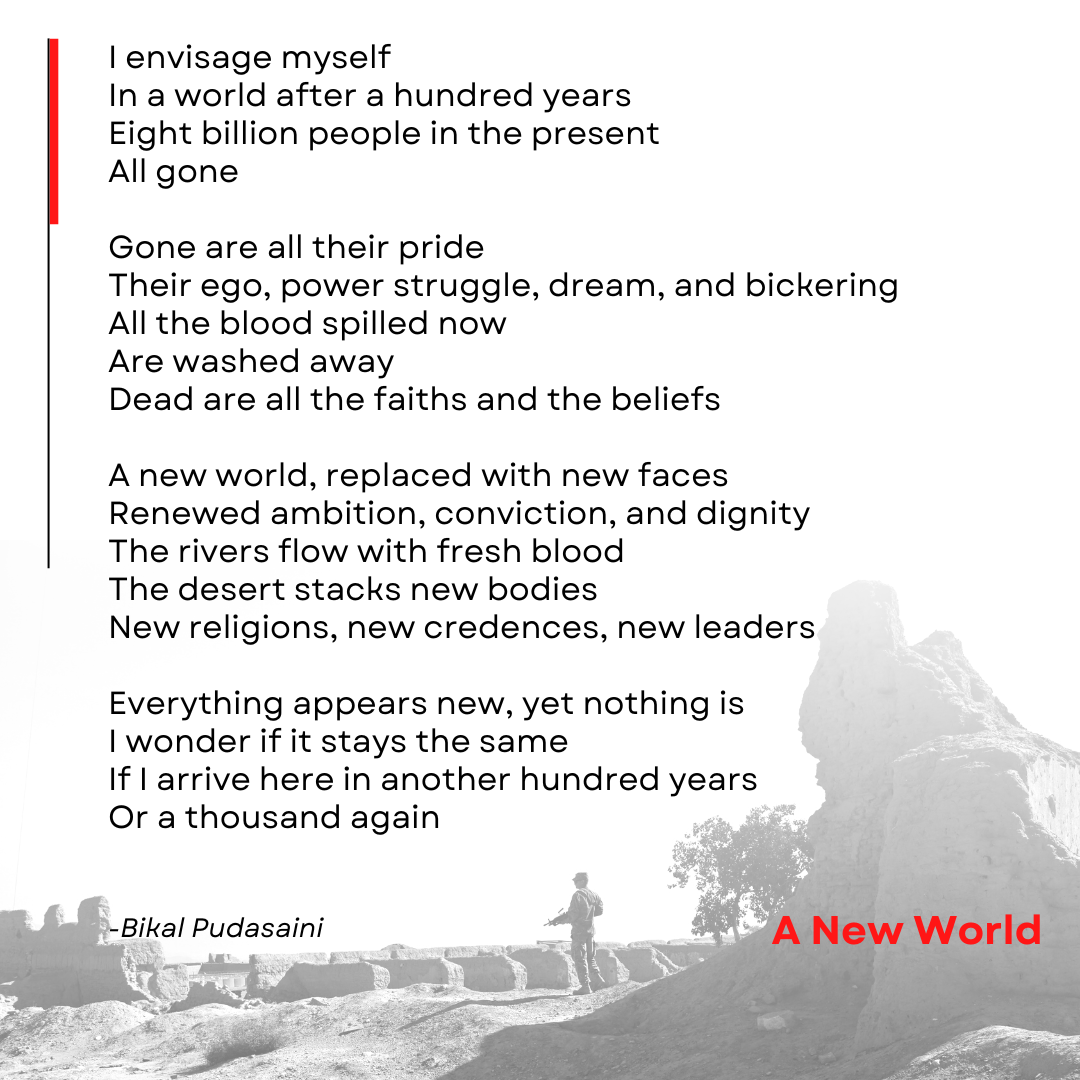 I envisage myself
In a world after a hundred years
Eight billion people in the present
All gone
Gone are all their pride
Their ego, power struggle, dream, and bickering
All the blood spilled now
Are washed away
Dead are all the faiths and the beliefs
A new world, replaced with new faces
Renewed ambition, conviction, and dignity
The rivers flow with fresh blood
The desert stacks new bodies
New religions, new credences, new leaders
Everything appears new, yet nothing is
I wonder if it stays the same
If I arrive here in another hundred years
Or a thousand again
-Bikal Pudasaini
A New World